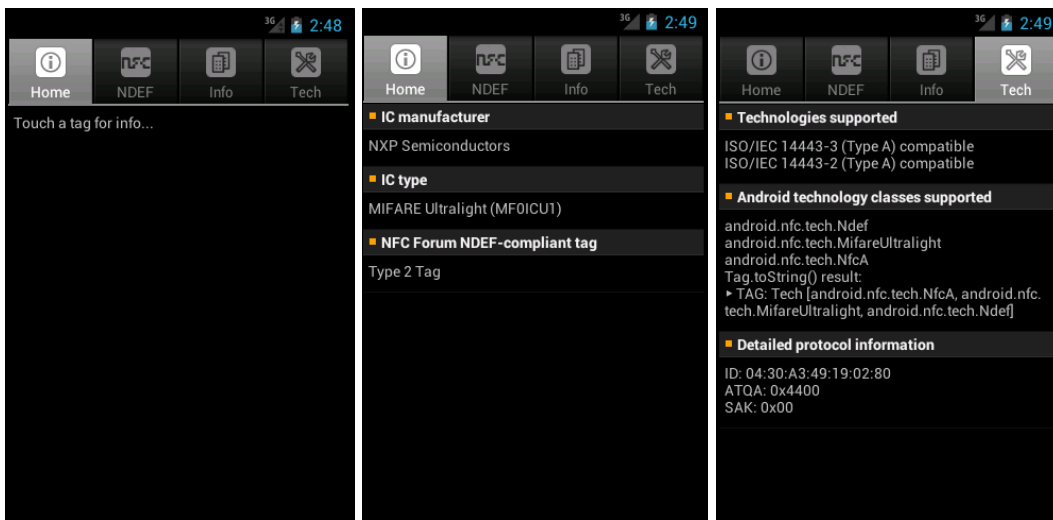 3G 2:48
Home NDEF Info Tech
Touch a tag for info...
3G 2:49
Home NDEF Info Tech
IC manufacturer
NXP Semiconductors
IC type
MIFARE Ultralight (MF0ICU1)
NFC Forum NDEF-compliant tag
Type 2 Tag
3G 2:49
Home NDEF Info Tech
Technologies supported
ISO/IEC 14443-3 (Type A) compatible
ISO/IEC 14443-2 (Type A) compatible
Android technology classes supported
android.nfc.tech.Ndef
android.nfc.tech.MifareUltralight
android.nfc.tech.NfcA
Tag.toString() result:
▸ TAG: Tech [android.nfc.tech.NfcA, android.nfc.
tech.MifareUltralight, android.nfc.tech.Ndef]
Detailed protocol information
ID: 04:30:A3:49:19:02:80
ATQA: 0x4400
SAK: 0x00